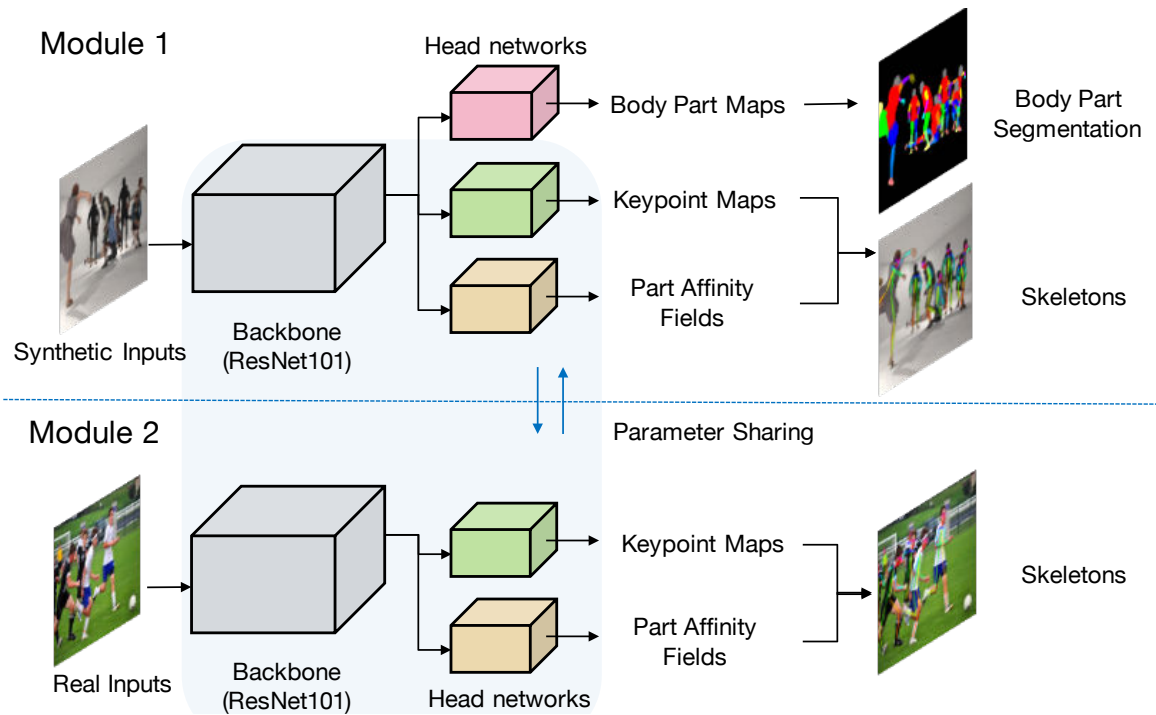 Module 1
Head networks
Body Part Maps
Body Part
Segmentation
Keypoint Maps
Part Affinity
Fields
Skeletons
Synthetic Inputs
Backbone
(ResNet101)
Module 2
Parameter Sharing
Keypoint Maps
Part Affinity
Fields
Skeletons
Real Inputs
Backbone
(ResNet101)
Head networks